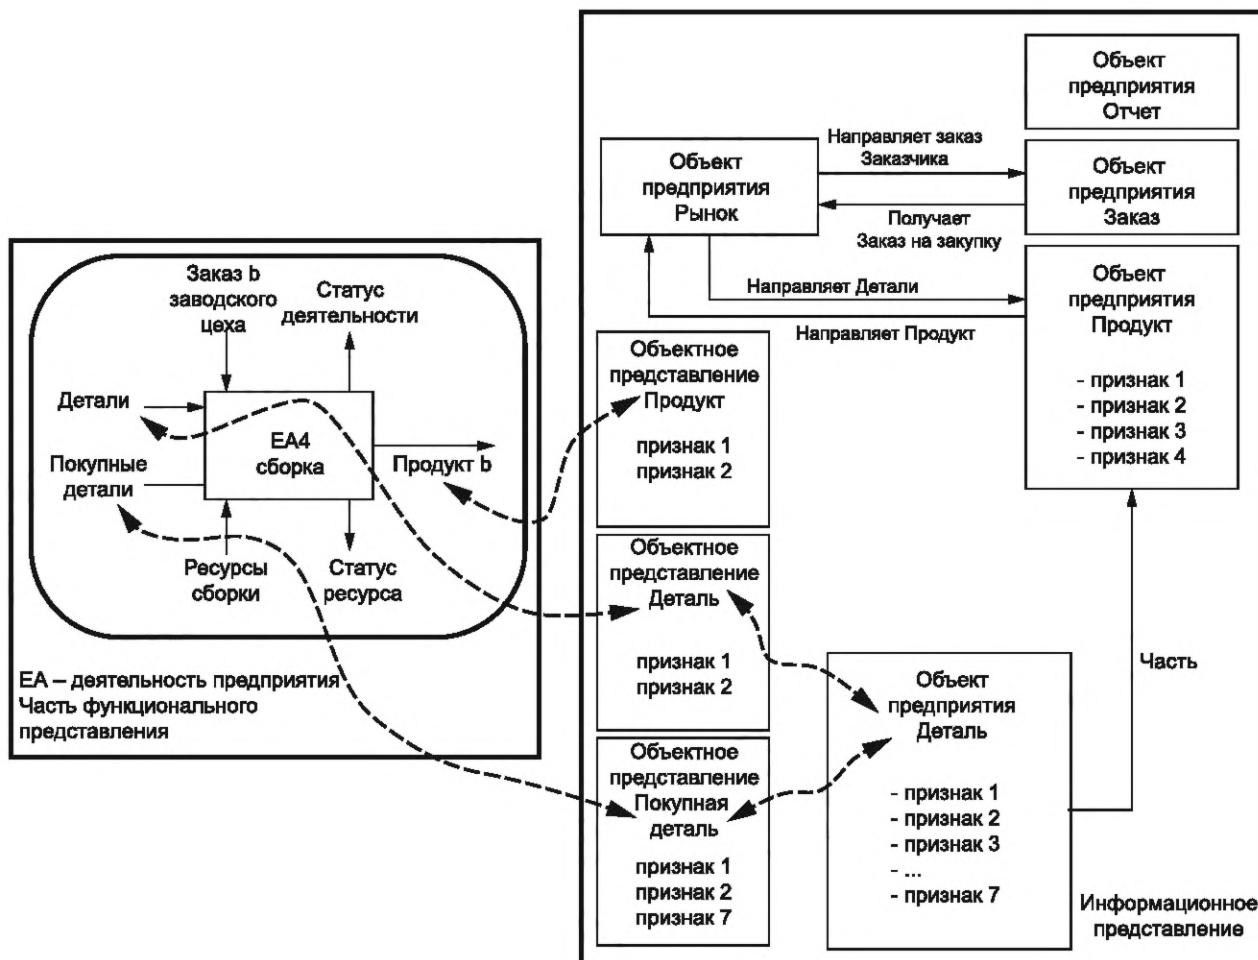 Заказ b
заводского
цеха
Статус
деятельности
Детали
Покупные
детали
ЕА4
сборка
Продукт b
Ресурсы
сборки
Статус
ресурса
ЕА – деятельность предприятия
Часть функционального
представления
Объект
предприятия
Отчет
Направляет заказ
Заказчика
Объект
предприятия
Рынок
Объект
предприятия
Заказ
Получает
Заказ на закупку
Направляет Детали
Направляет Продукт
Объект
предприятия
Продукт
- признак 1
- признак 2
- признак 3
- признак 4
Объектное
представление
Продукт
признак 1
признак 2
Объектное
представление
Деталь
признак 1
признак 2
Объектное
представление
Покупная
деталь
признак 1
признак 2
признак 7
Объект
предприятия
Деталь
- признак 1
- признак 2
- признак 3
- ...
- признак 7
Часть
Информационное
представление